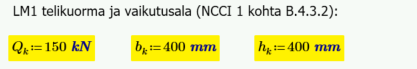 LM1 telikuorma ja vaikutusala (NCCI 1 kohta B.4.3.2):
Qₖ≔150 kN bₖ≔400 mm hₖ≔400 mm